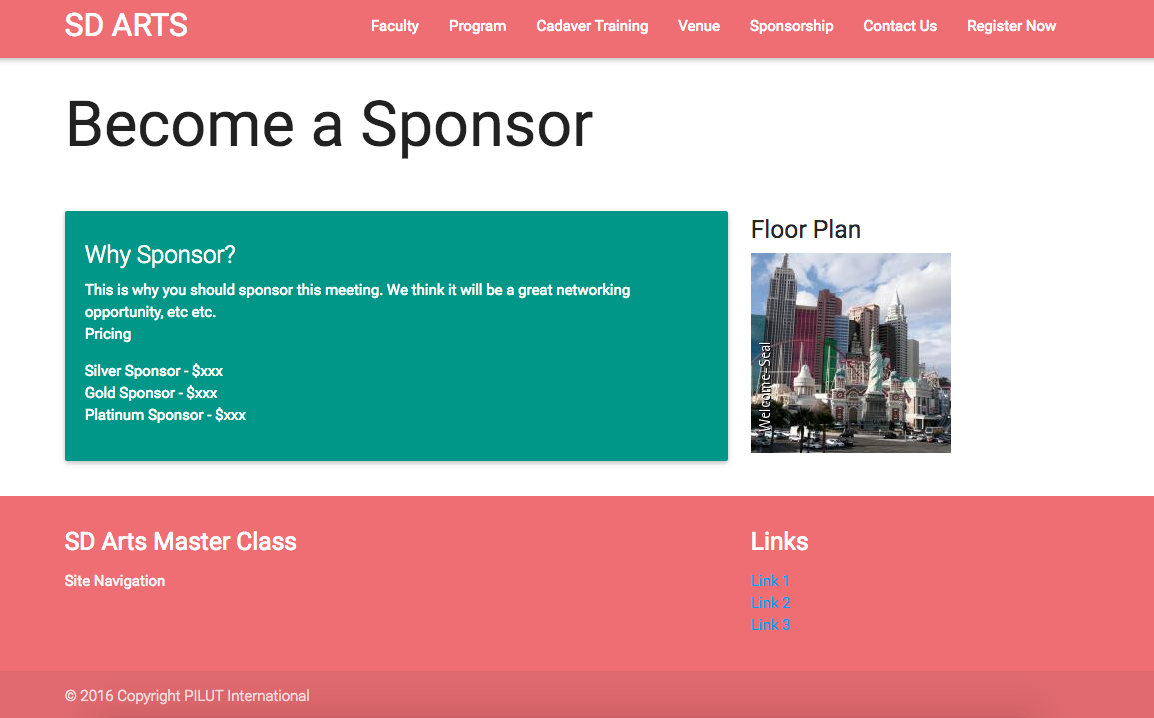 SD ARTS
Faculty Program Cadaver Training Venue Sponsorship Contact Us Register Now
Become a Sponsor
Why Sponsor?
This is why you should sponsor this meeting. We think it will be a great networking
opportunity, etc etc.
Pricing
Silver Sponsor - $xxx
Gold Sponsor - $xxx
Platinum Sponsor - $xxx
Floor Plan
Welcome-Seal
SD Arts Master Class
Site Navigation
Links
Link 1
Link 2
Link 3
© 2016 Copyright PILUT International